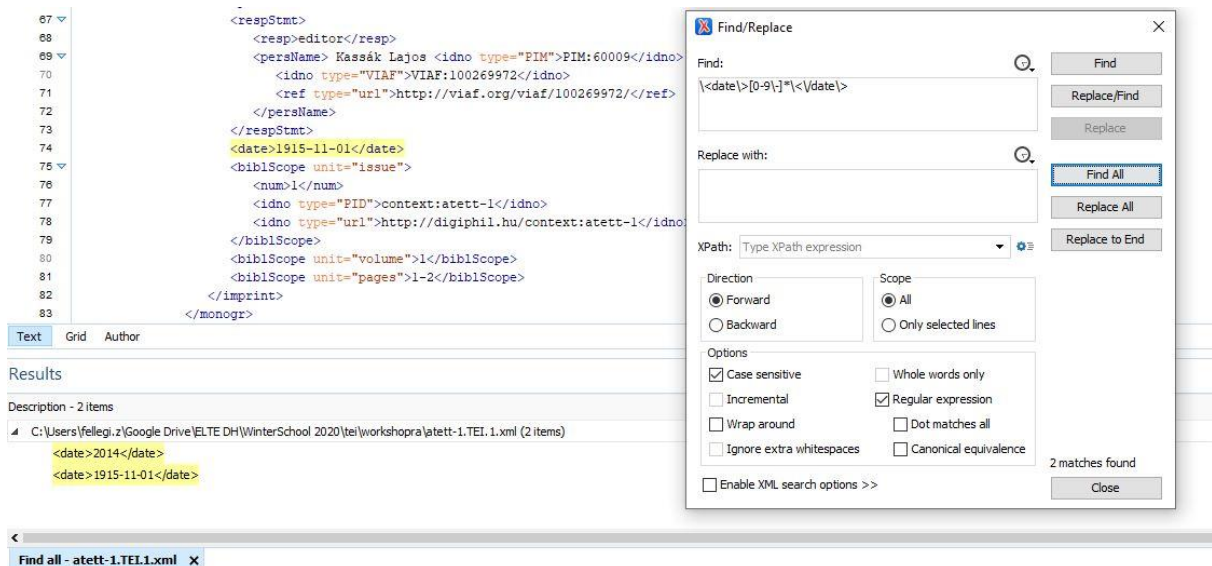 67 <respStmt>
68 <resp>editor</resp>
69 <persName> Kassák Lajos <idno type="PIM">PIM:60009</idno>
70 <idno type="VIAF">VIAF:100269972</idno>
71 <ref type="url">http://viaf.org/viaf/100269972/</ref>
72 </persName>
73 </respStmt>
74 <date>1915-11-01</date>
75 <biblScope unit="issue">
76 <num>1</num>
77 <idno type="PID">context:atett-1</idno>
78 <idno type="url">http://digiphil.hu/context:atett-1</idno>
79 </biblScope>
80 <biblScope unit="volume">1</biblScope>
81 <biblScope unit="pages">1-2</biblScope>
82 </imprint>
83 </monogr>
Text Grid Author
Results
Description - 2 items
C:\Users\fellegi.z\Google Drive\ELTE DH\WinterSchool 2020\tei\workshopra\atett-1.TEI.1.xml (2 items)
<date>2014</date>
<date>1915-11-01</date>
Find all - atett-1.TEI.1.xml X
Find/Replace
Find:
\<date\>[0-9\-]*\<\/date\>
Find
Replace/Find
Replace
Replace with:
Find All
Replace All
Replace to End
XPath: Type XPath expression
Direction Scope
Forward All
Backward Only selected lines
Options
Case sensitive Whole words only
Incremental Regular expression
Wrap around Dot matches all
Ignore extra whitespaces Canonical equivalence
2 matches found
Enable XML search options >>
Close